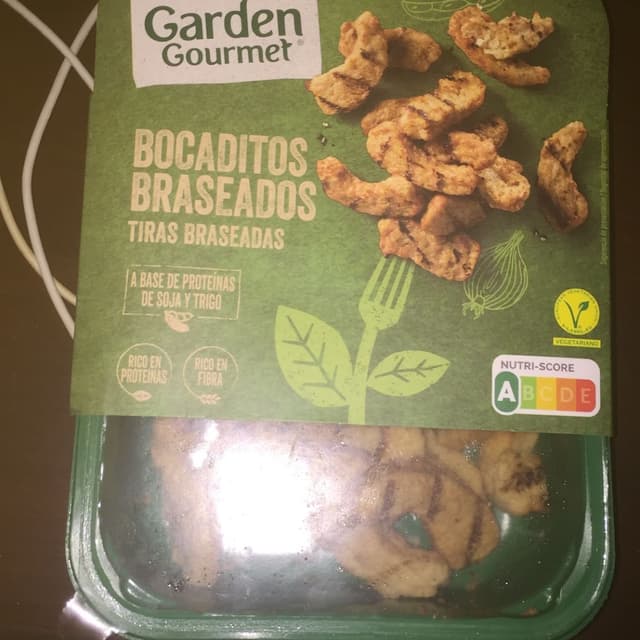 Garden
Gourmet®
BOCADITOS
BRASEADOS
TIRAS BRASEADAS
A BASE DE PROTEÍNAS
DE SOJA Y TRIGO
RICO EN
PROTEÍNAS
RICO EN
FIBRA
V
VEGETARIANO
NUTRI-SCORE
A B C D E